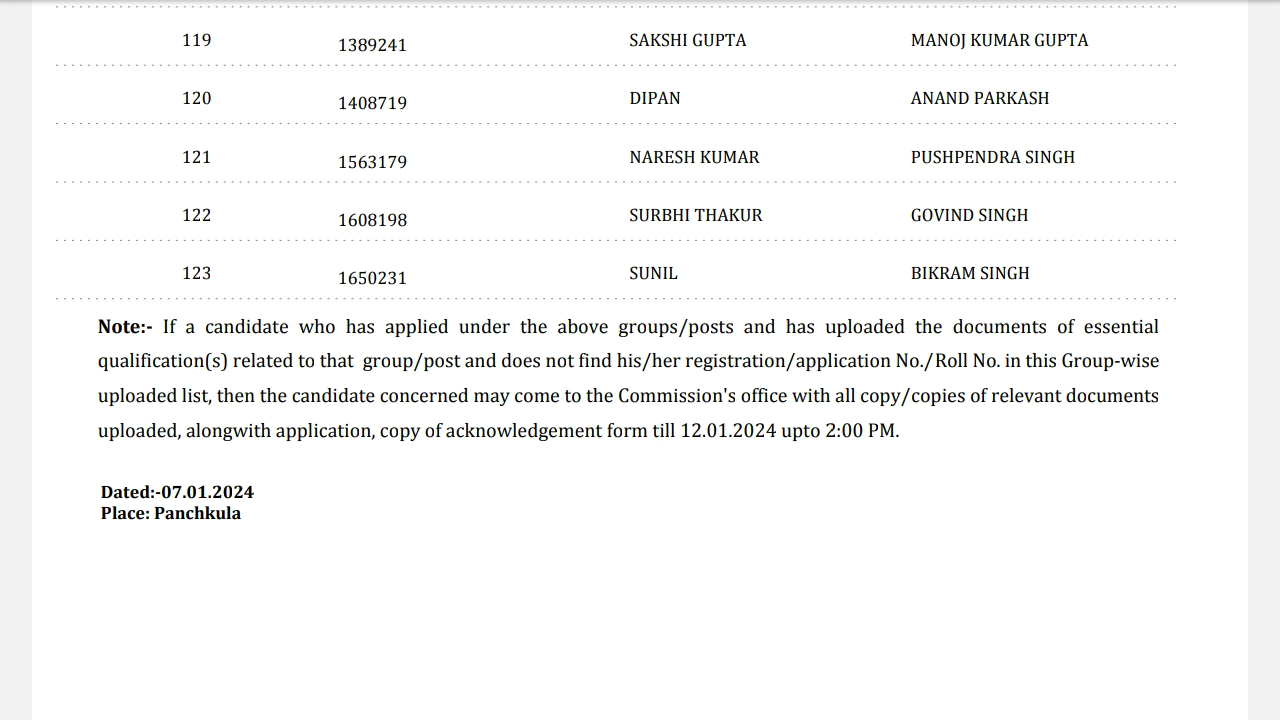 119 1389241 SAKSHI GUPTA MANOJ KUMAR GUPTA
120 1408719 DIPAN ANAND PARKASH
121 1563179 NARESH KUMAR PUSHPENDRA SINGH
122 1608198 SURBHI THAKUR GOVIND SINGH
123 1650231 SUNIL BIKRAM SINGH
Note:- If a candidate who has applied under the above groups/posts and has uploaded the documents of essential
qualification(s) related to that group/post and does not find his/her registration/application No./Roll No. in this Group-wise
uploaded list, then the candidate concerned may come to the Commission's office with all copy/copies of relevant documents
uploaded, alongwith application, copy of acknowledgement form till 12.01.2024 upto 2:00 PM.
Dated:-07.01.2024
Place: Panchkula